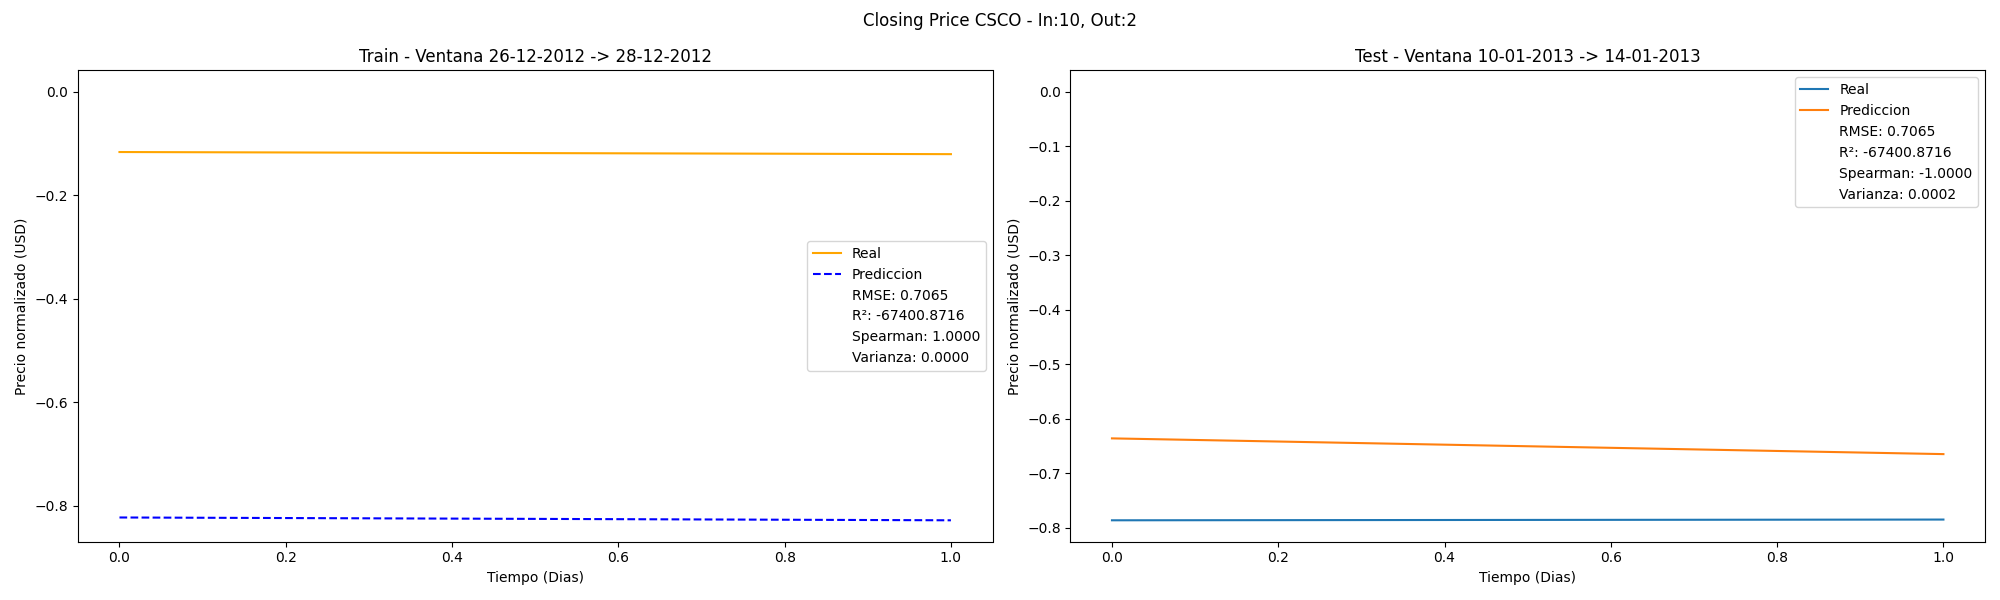 Closing Price CSCO - In:10, Out:2
Train - Ventana 26-12-2012 -> 28-12-2012
Precio normalizado (USD)
0.0
−0.2
−0.4
−0.6
−0.8
Real
Prediccion
RMSE: 0.7065
R²: -67400.8716
Spearman: 1.0000
Varianza: 0.0000
0.0 0.2 0.4 0.6 0.8 1.0
Tiempo (Dias)
Test - Ventana 10-01-2013 -> 14-01-2013
Precio normalizado (USD)
0.0
−0.1
−0.2
−0.3
−0.4
−0.5
−0.6
−0.7
−0.8
Real
Prediccion
RMSE: 0.7065
R²: -67400.8716
Spearman: -1.0000
Varianza: 0.0002
0.0 0.2 0.4 0.6 0.8 1.0
Tiempo (Dias)